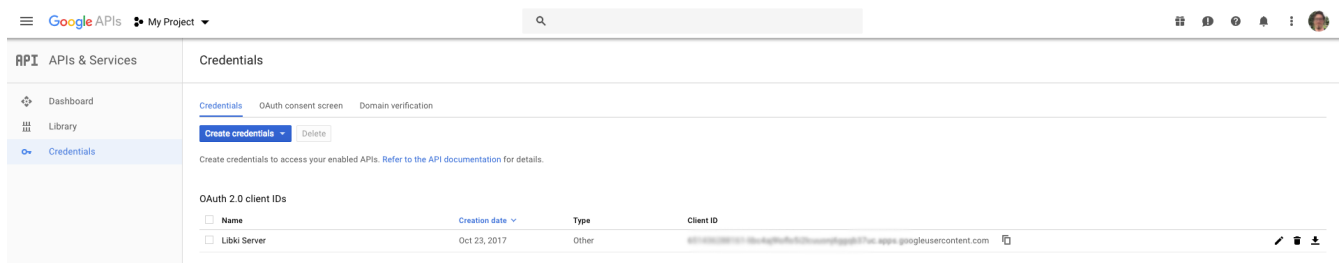 Google APIs My Project
API APIs & Services Credentials
Dashboard
Library
Credentials
Credentials OAuth consent screen Domain verification
Create credentials Delete
Create credentials to access your enabled APIs. Refer to the API documentation for details.
OAuth 2.0 client IDs
Name Creation date Type Client ID
Libki Server Oct 23, 2017 Other .apps.googleusercontent.com